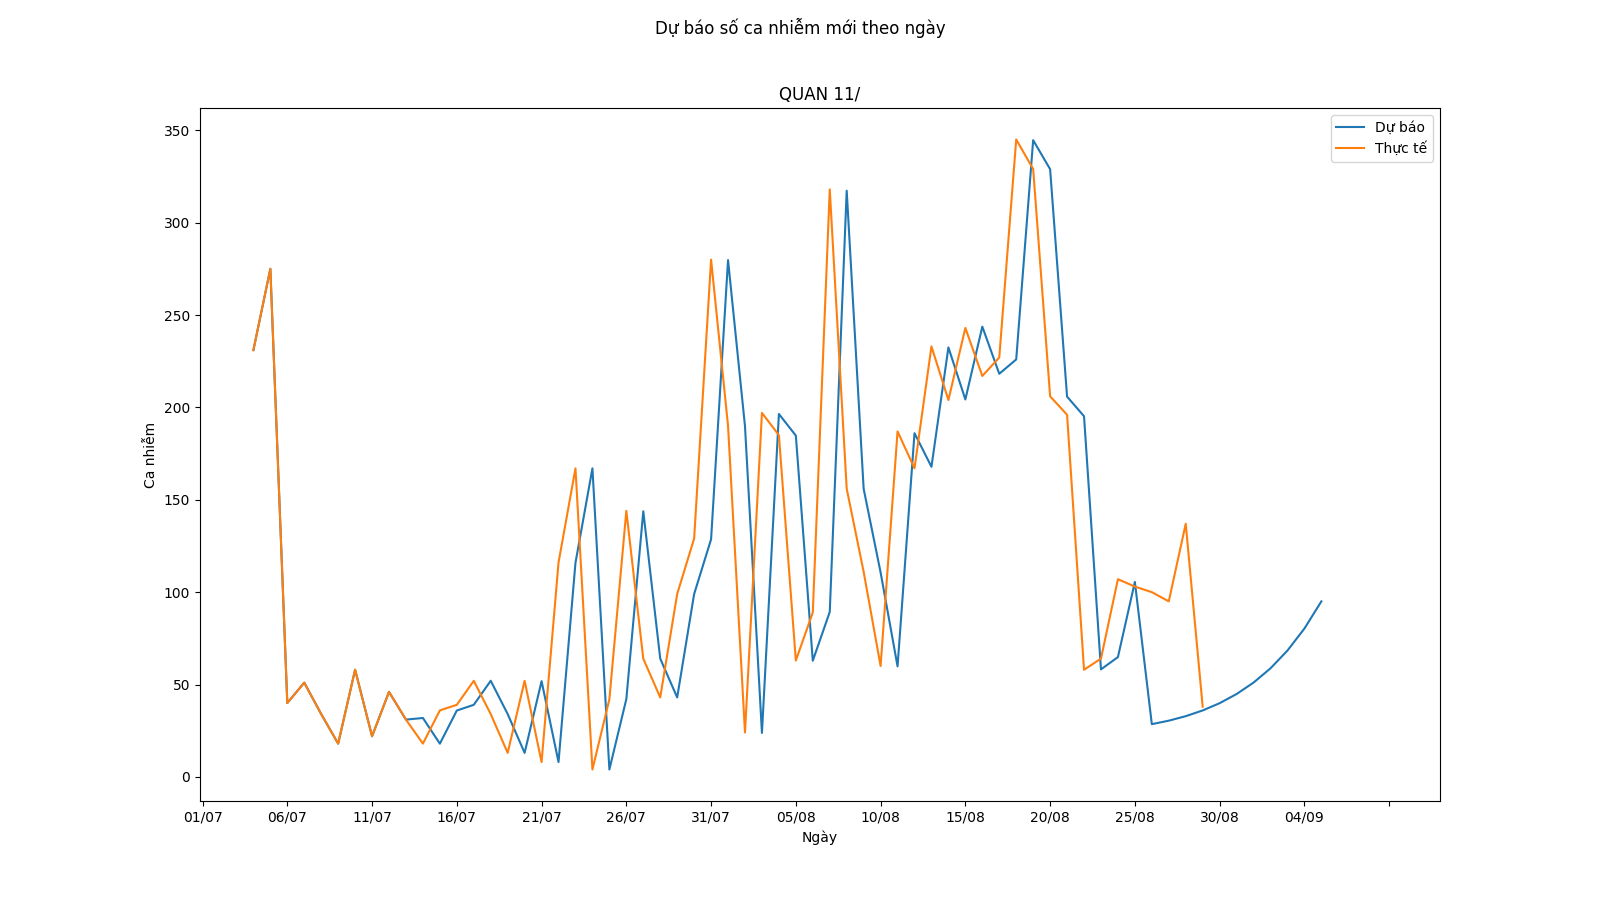 Dự báo số ca nhiễm mới theo ngày
QUAN 11/
Dự báo
Thực tế
350
300
250
200
150
100
50
0
Ca nhiễm
01/07 06/07 11/07 16/07 21/07 26/07 31/07 05/08 10/08 15/08 20/08 25/08 30/08 04/09
Ngày